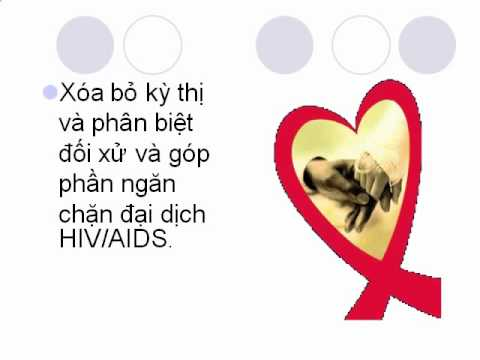 Xóa bỏ kỳ thị
và phân biệt
đối xử và góp
phần ngăn
chặn đại dịch
HIV/AIDS.